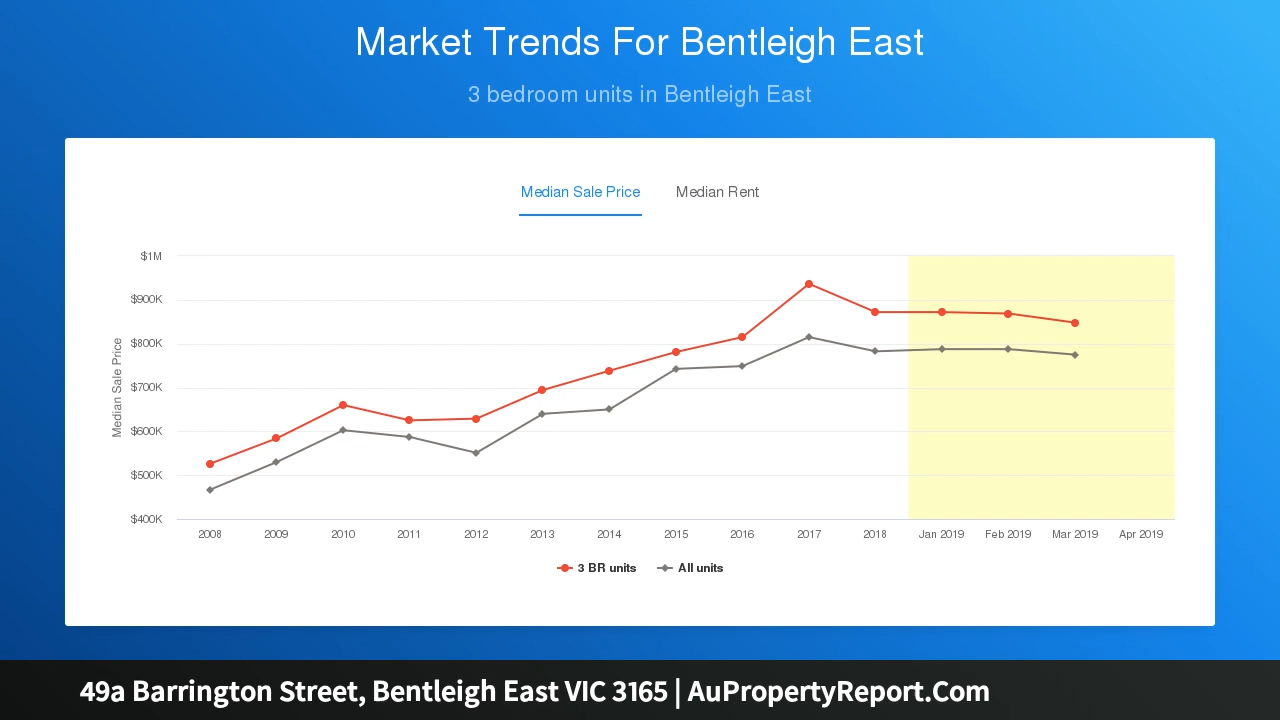 Market Trends For Bentleigh East
3 bedroom units in Bentleigh East
Median Sale Price Median Rent
$1M
$900K
$800K
$700K
$600K
$500K
$400K
Median Sale Price
2008 2009 2010 2011 2012 2013 2014 2015 2016 2017 2018 Jan 2019 Feb 2019 Mar 2019 Apr 2019
3 BR units All units
49a Barrington Street, Bentleigh East VIC 3165 | AuPropertyReport.Com